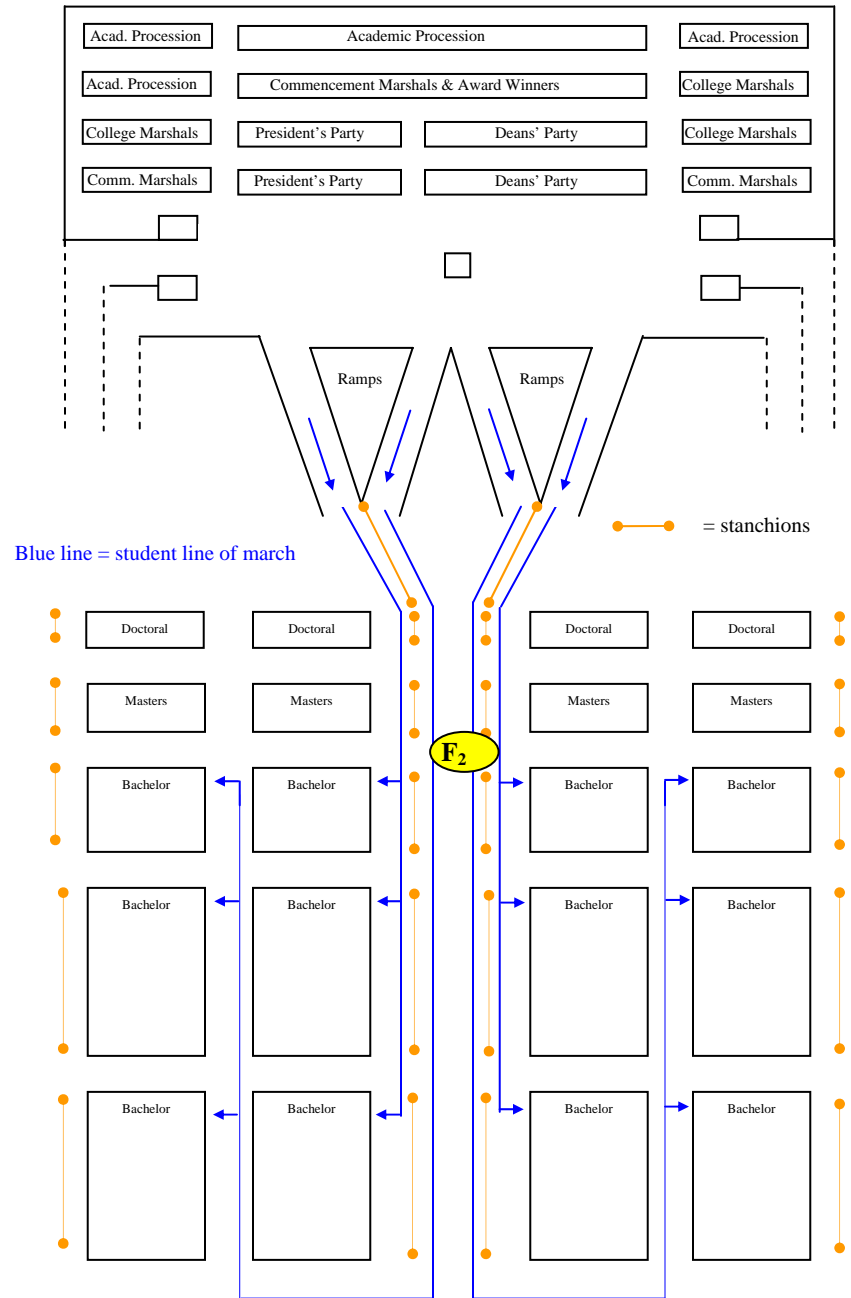 Acad. Procession Academic Procession Acad. Procession
Acad. Procession Commencement Marshals & Award Winners College Marshals
College Marshals President's Party Deans' Party College Marshals
Comm. Marshals President's Party Deans' Party Comm. Marshals
Ramps Ramps
= stanchions
Blue line = student line of march
Doctoral Doctoral Doctoral Doctoral
Masters Masters Masters Masters
F2
Bachelor Bachelor Bachelor Bachelor
Bachelor Bachelor Bachelor Bachelor
Bachelor Bachelor Bachelor Bachelor